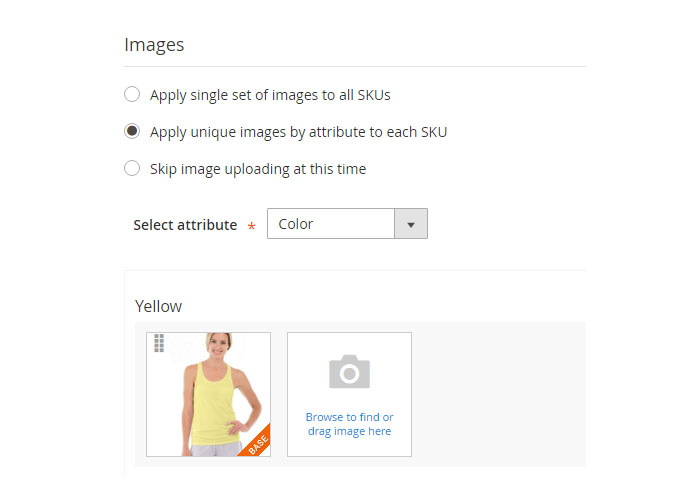 Images
Apply single set of images to all SKUs
Apply unique images by attribute to each SKU
Skip image uploading at this time
Select attribute * Color
Yellow
BASE
Browse to find or
drag image here